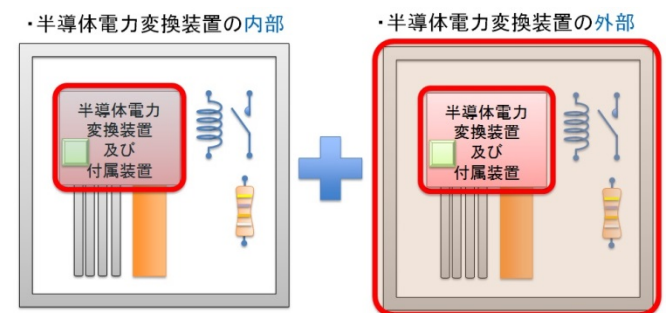 ・半導体電力変換装置の内部
・半導体電力変換装置の外部
半導体電力
変換装置
及び
付属装置
半導体電力
変換装置
及び
付属装置